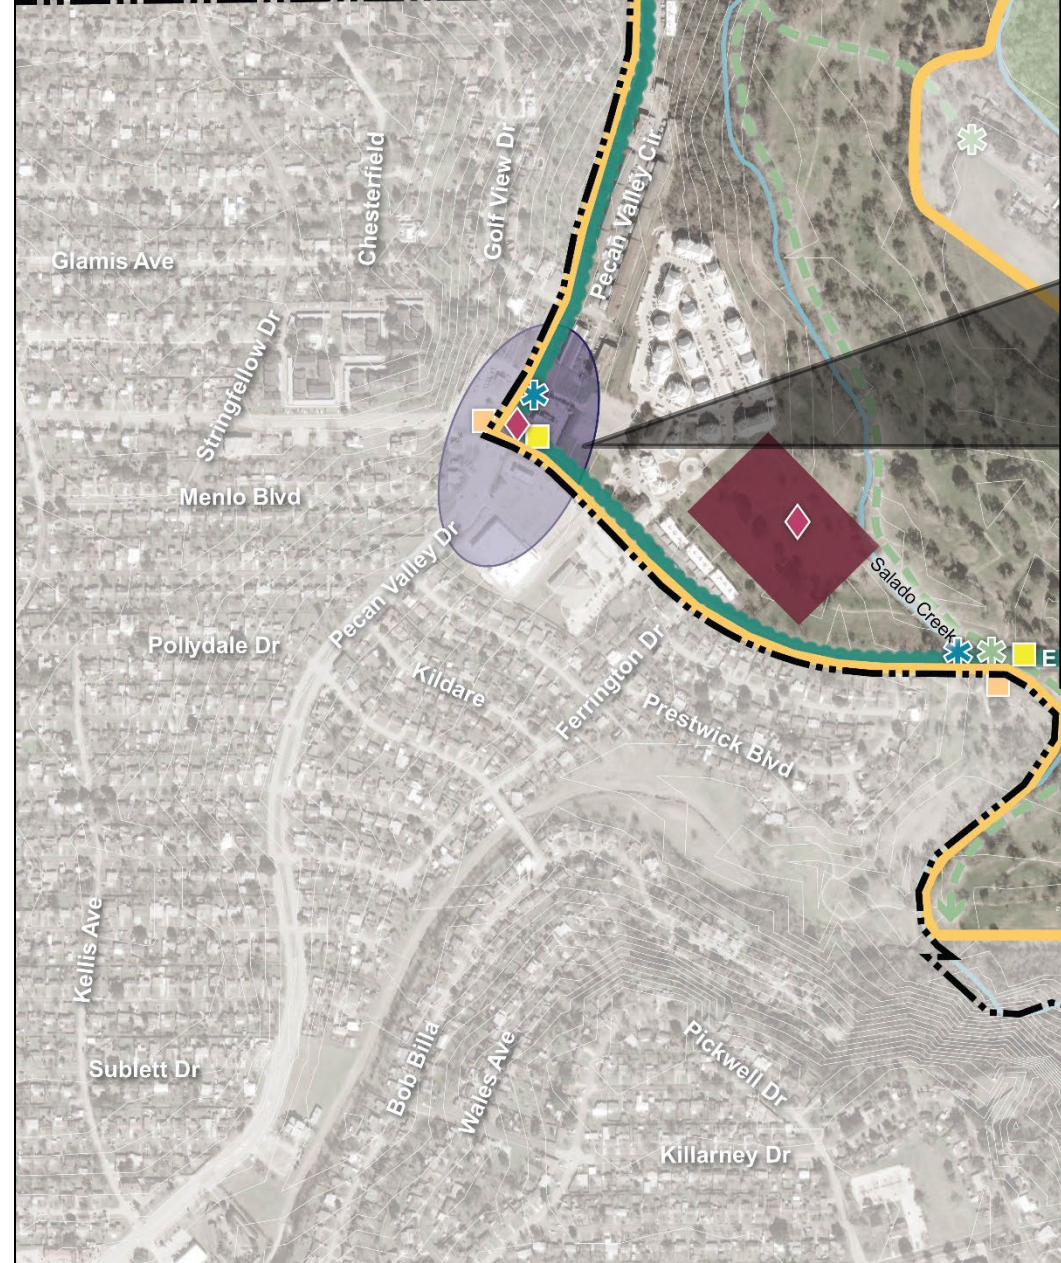 Pecan Valley Cir
Golf View Dr
Chesterfield
Glamis Ave
Stringfellow Dr
Menlo Blvd
Pecan Valley Dr
Salado Creek
Pollydale Dr
E
Kildare
Ferrington Dr
Prestwick Blvd
Kellis Ave
Bob Billa
Wales Ave
Pickwell Dr
Sublett Dr
Killarney Dr